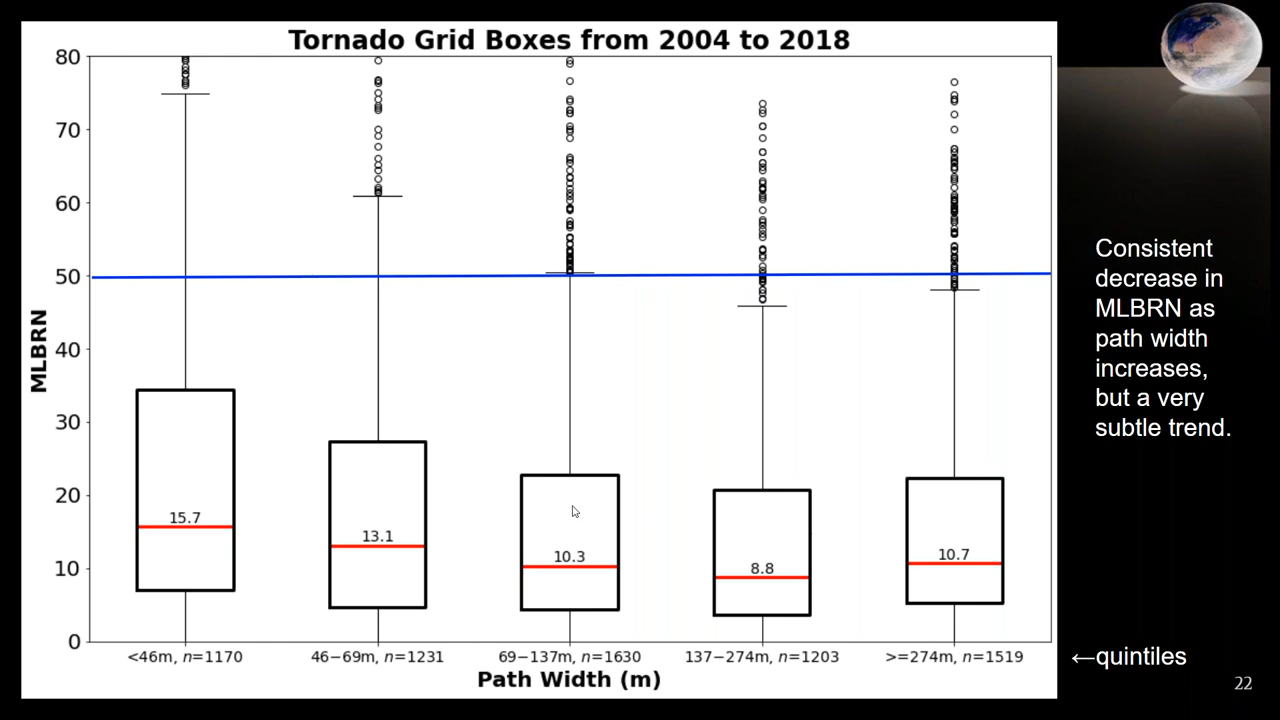 Tornado Grid Boxes from 2004 to 2018
80
70
60
50
40
30
20
10
0
MLBRN
15.7
13.1
10.3
8.8
10.7
<46m, n=1170
46−69m, n=1231
69−137m, n=1630
137−274m, n=1203
>=274m, n=1519
Path Width (m)
Consistent
decrease in
MLBRN as
path width
increases,
but a very
subtle trend.
←quintiles
22